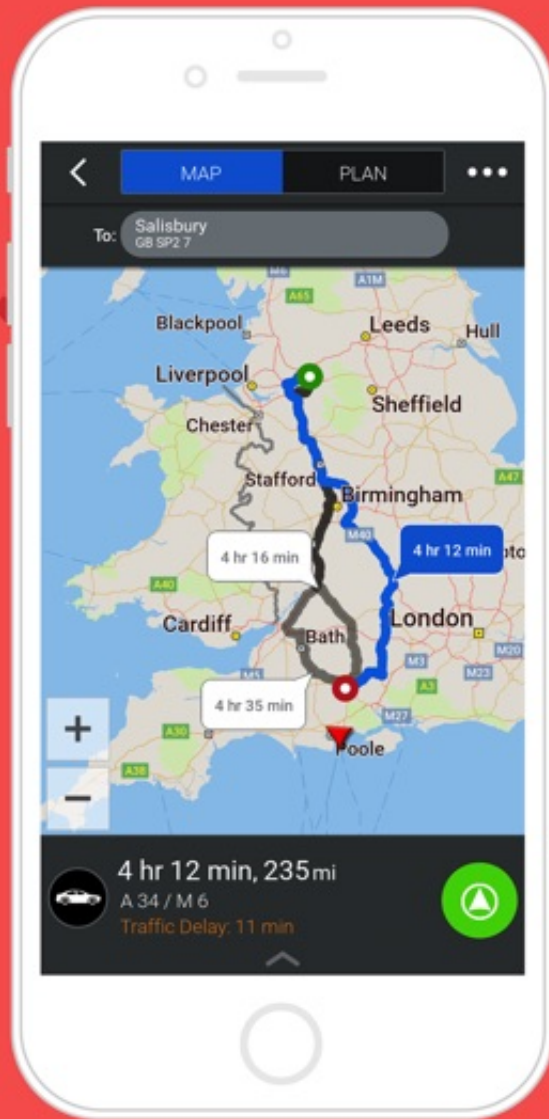 MAP
PLAN
To:
Salisbury
GB SP2 7
A1M
A65
Blackpool
Leeds
Hull
Liverpool
Sheffield
Chester
Stafford
A47
Birmingham
M40
4 hr 16 min
4 hr 12 min
A40
Cardiff
Bath
London
M20
M5
M3
A3
4 hr 35 min
M27
A30
Poole
A38
+
−
4 hr 12 min, 235 mi
A 34 / M 6
Traffic Delay: 11 min